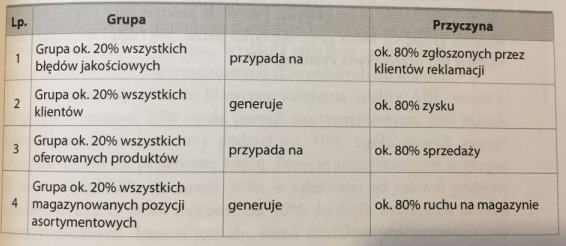 Lp. Grupa Przyczyna
1 Grupa ok. 20% wszystkich przypada na ok. 80% zgłoszonych przez
błędów jakościowych klientów reklamacji
2 Grupa ok. 20% wszystkich generuje ok. 80% zysku
klientów
3 Grupa ok. 20% wszystkich przypada na ok. 80% sprzedaży
oferowanych produktów
4 Grupa ok. 20% wszystkich generuje ok. 80% ruchu na magazynie
magazynowanych pozycji
asortymentowych